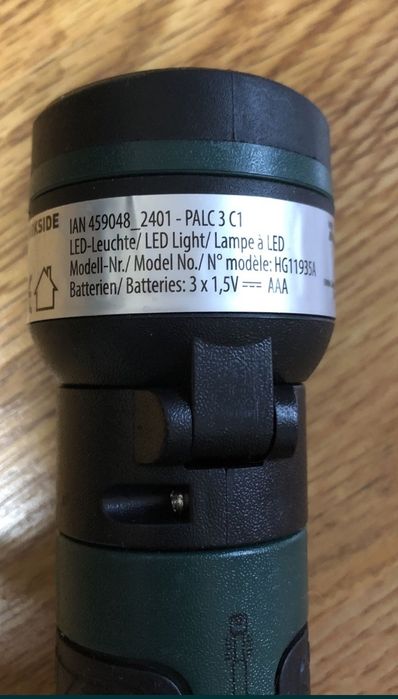 RKSIDE
IAN 459048_2401 - PALC 3 C1
LED-Leuchte/ LED Light/ Lampe à LED
Modell-Nr./ Model No./ N° modèle: HG11935A
Batterien/ Batteries: 3 x 1,5V ⎓ AAA